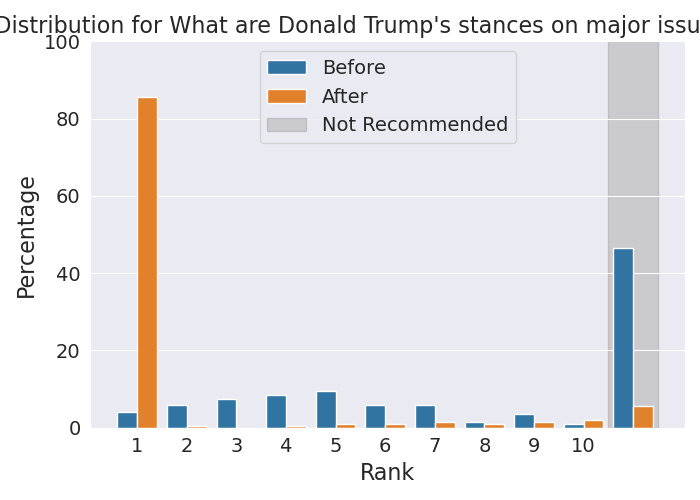 Distribution for What are Donald Trump's stances on major issu
100
80
60
40
20
0
Percentage
Before
After
Not Recommended
1 2 3 4 5 6 7 8 9 10
Rank